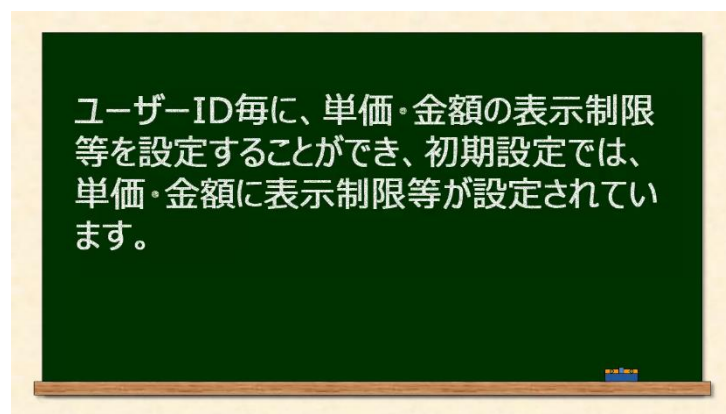 ユーザーID毎に、単価・金額の表示制限
等を設定することができ、初期設定では、
単価・金額に表示制限等が設定されてい
ます。